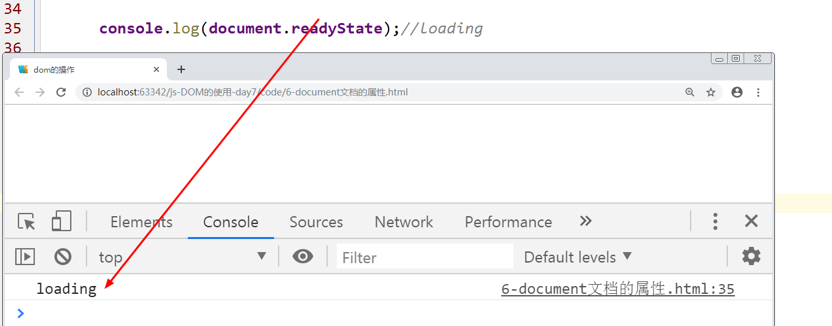 34
35 console.log(document.readyState);//loading
36
dom的操作
localhost:63342/js-DOM的使用-day7/code/6-document文档的属性.html
Elements Console Sources Network Performance »
top Filter Default levels ▼
loading 6-document文档的属性.html:35
>